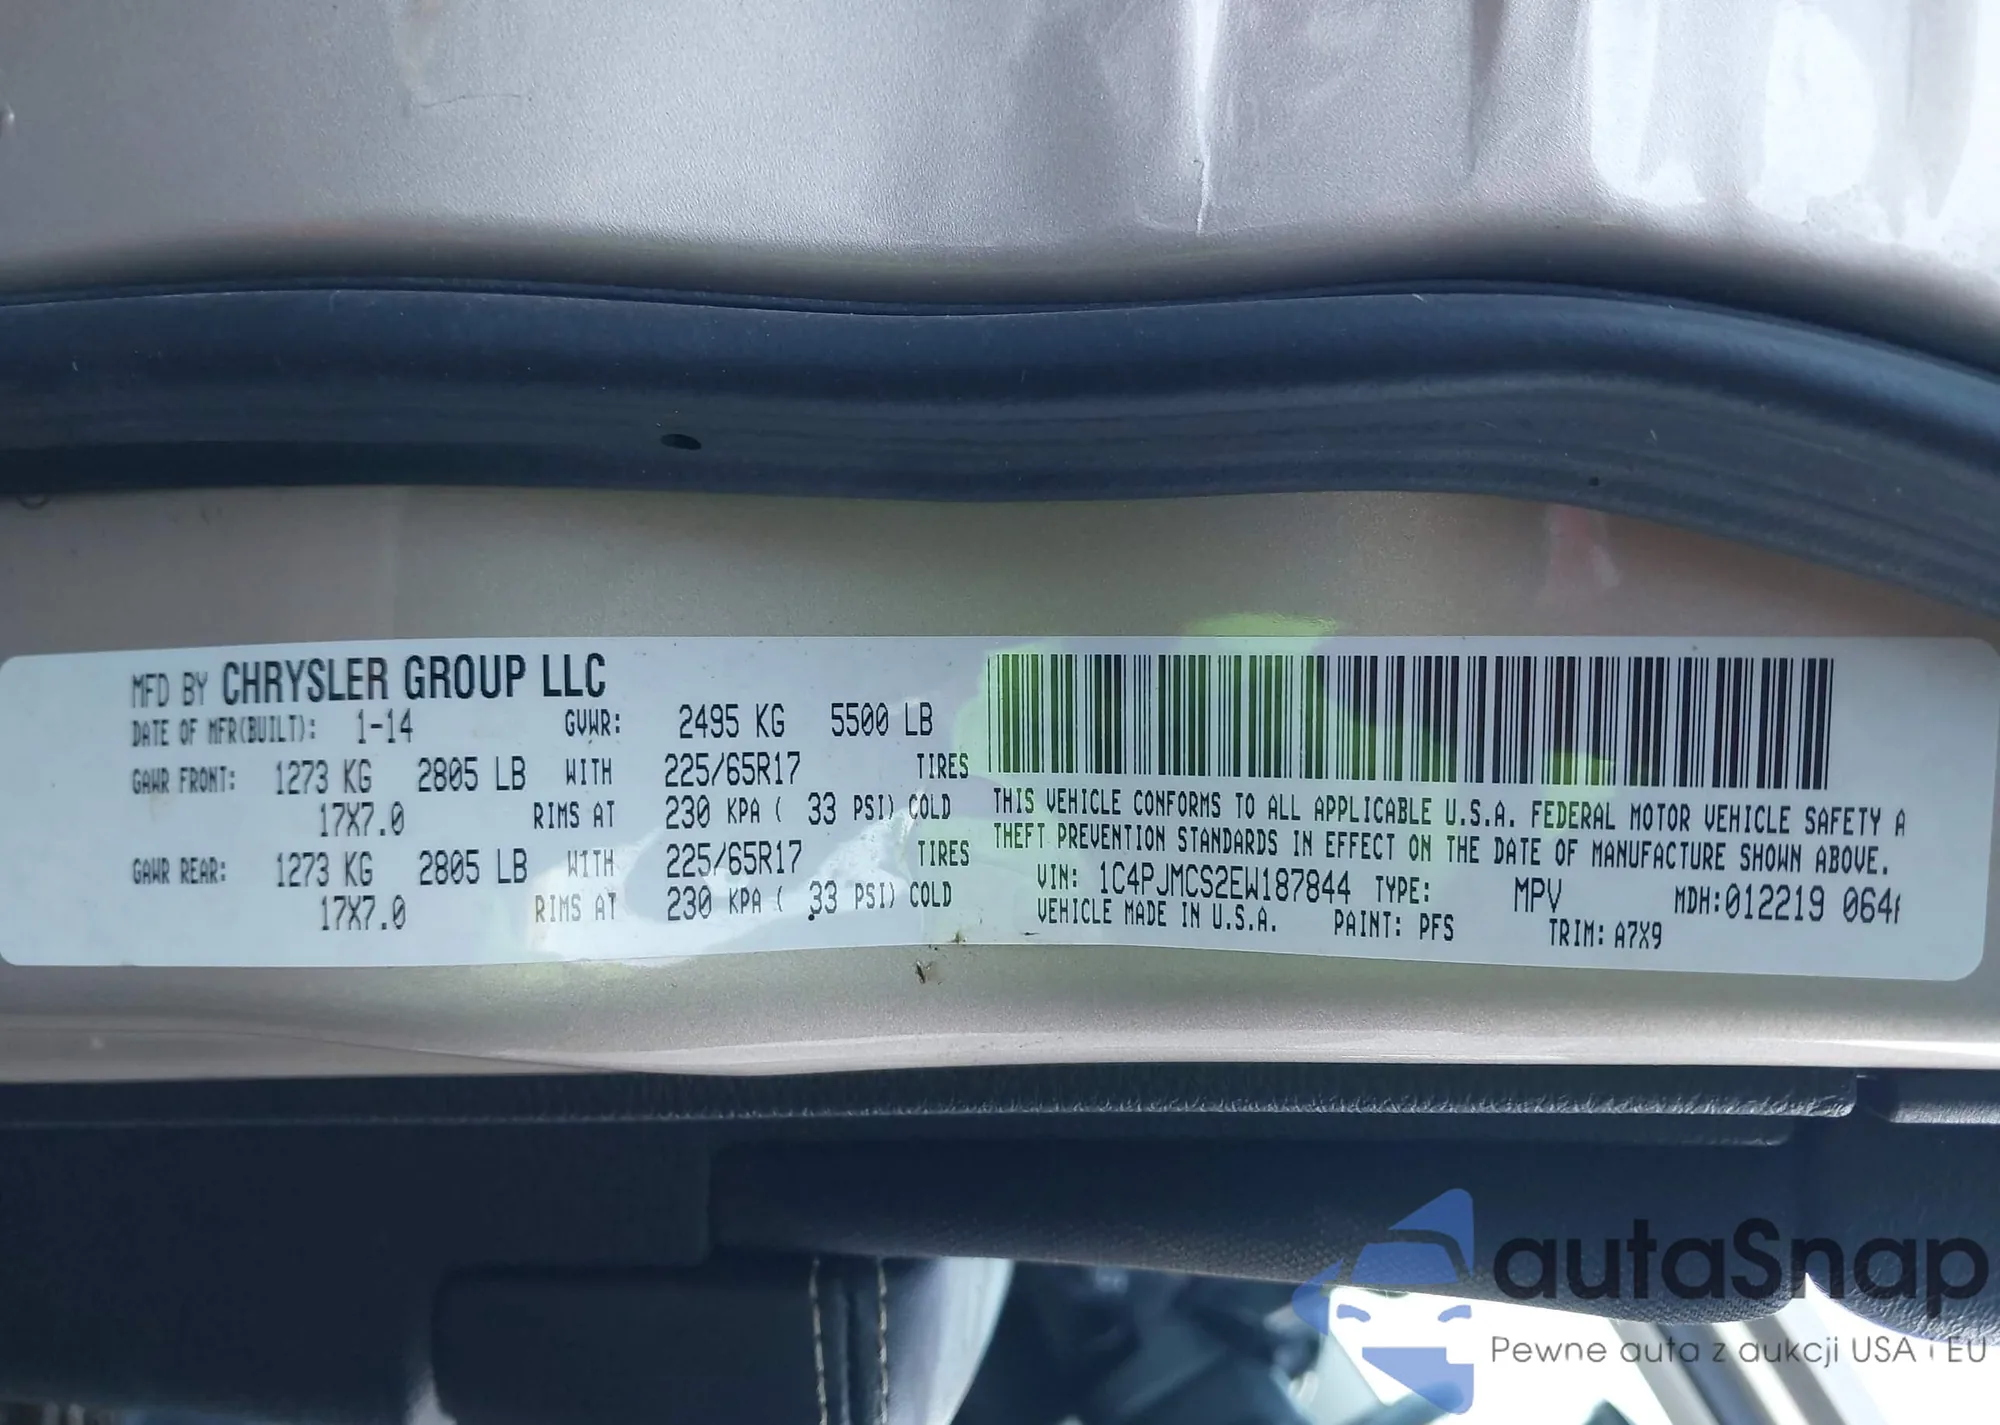 MFD BY CHRYSLER GROUP LLC
DATE OF MFR(BUILT): 1-14 GVWR: 2495 KG 5500 LB
GAWR FRONT: 1273 KG 2805 LB WITH 225/65R17 TIRES
17X7.0 RIMS AT 230 KPA ( 33 PSI) COLD
GAWR REAR: 1273 KG 2805 LB WITH 225/65R17 TIRES
17X7.0 RIMS AT 230 KPA ( 33 PSI) COLD
THIS VEHICLE CONFORMS TO ALL APPLICABLE U.S.A. FEDERAL MOTOR VEHICLE SAFETY A
THEFT PREVENTION STANDARDS IN EFFECT ON THE DATE OF MANUFACTURE SHOWN ABOVE.
VIN: 1C4PJMCS2EW187844 TYPE: MPV MDH:012219 064
VEHICLE MADE IN U.S.A. PAINT: PFS TRIM: A7X9
autaSnap
Pewne auta z aukcji USA i EU